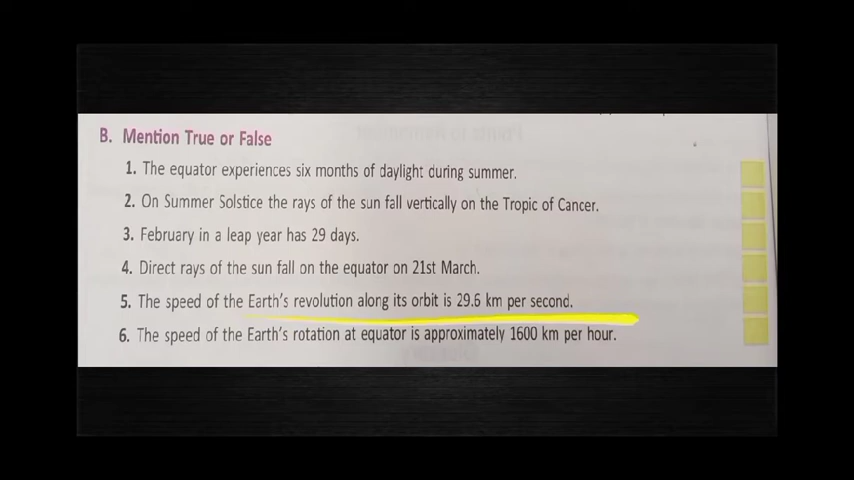 B. Mention True or False
1. The equator experiences six months of daylight during summer.
2. On Summer Solstice the rays of the sun fall vertically on the Tropic of Cancer.
3. February in a leap year has 29 days.
4. Direct rays of the sun fall on the equator on 21st March.
5. The speed of the Earth's revolution along its orbit is 29.6 km per second.
6. The speed of the Earth's rotation at equator is approximately 1600 km per hour.